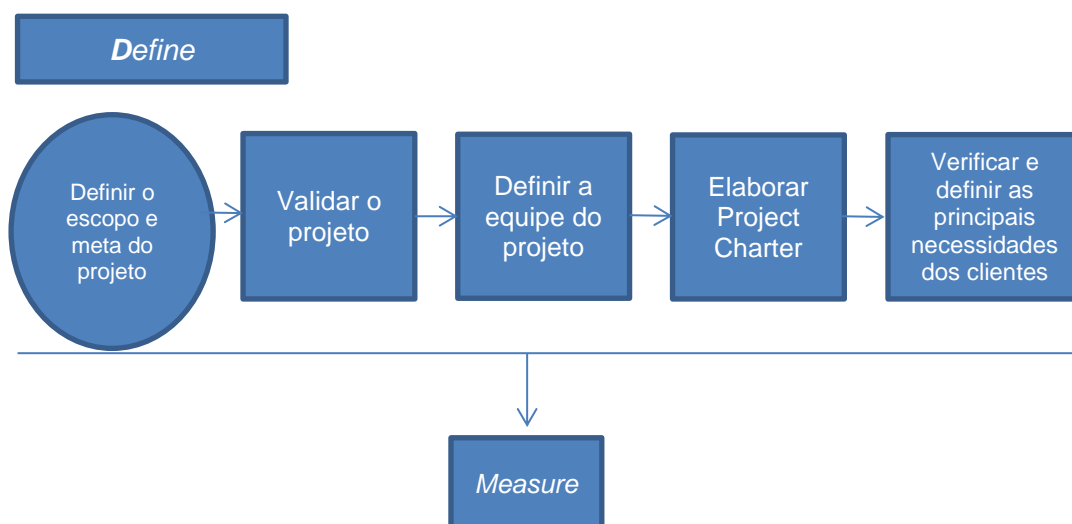 Define
Definir o
escopo e
meta do
projeto
Validar o
projeto
Definir a
equipe do
projeto
Elaborar
Project
Charter
Verificar e
definir as
principais
necessidades
dos clientes
Measure